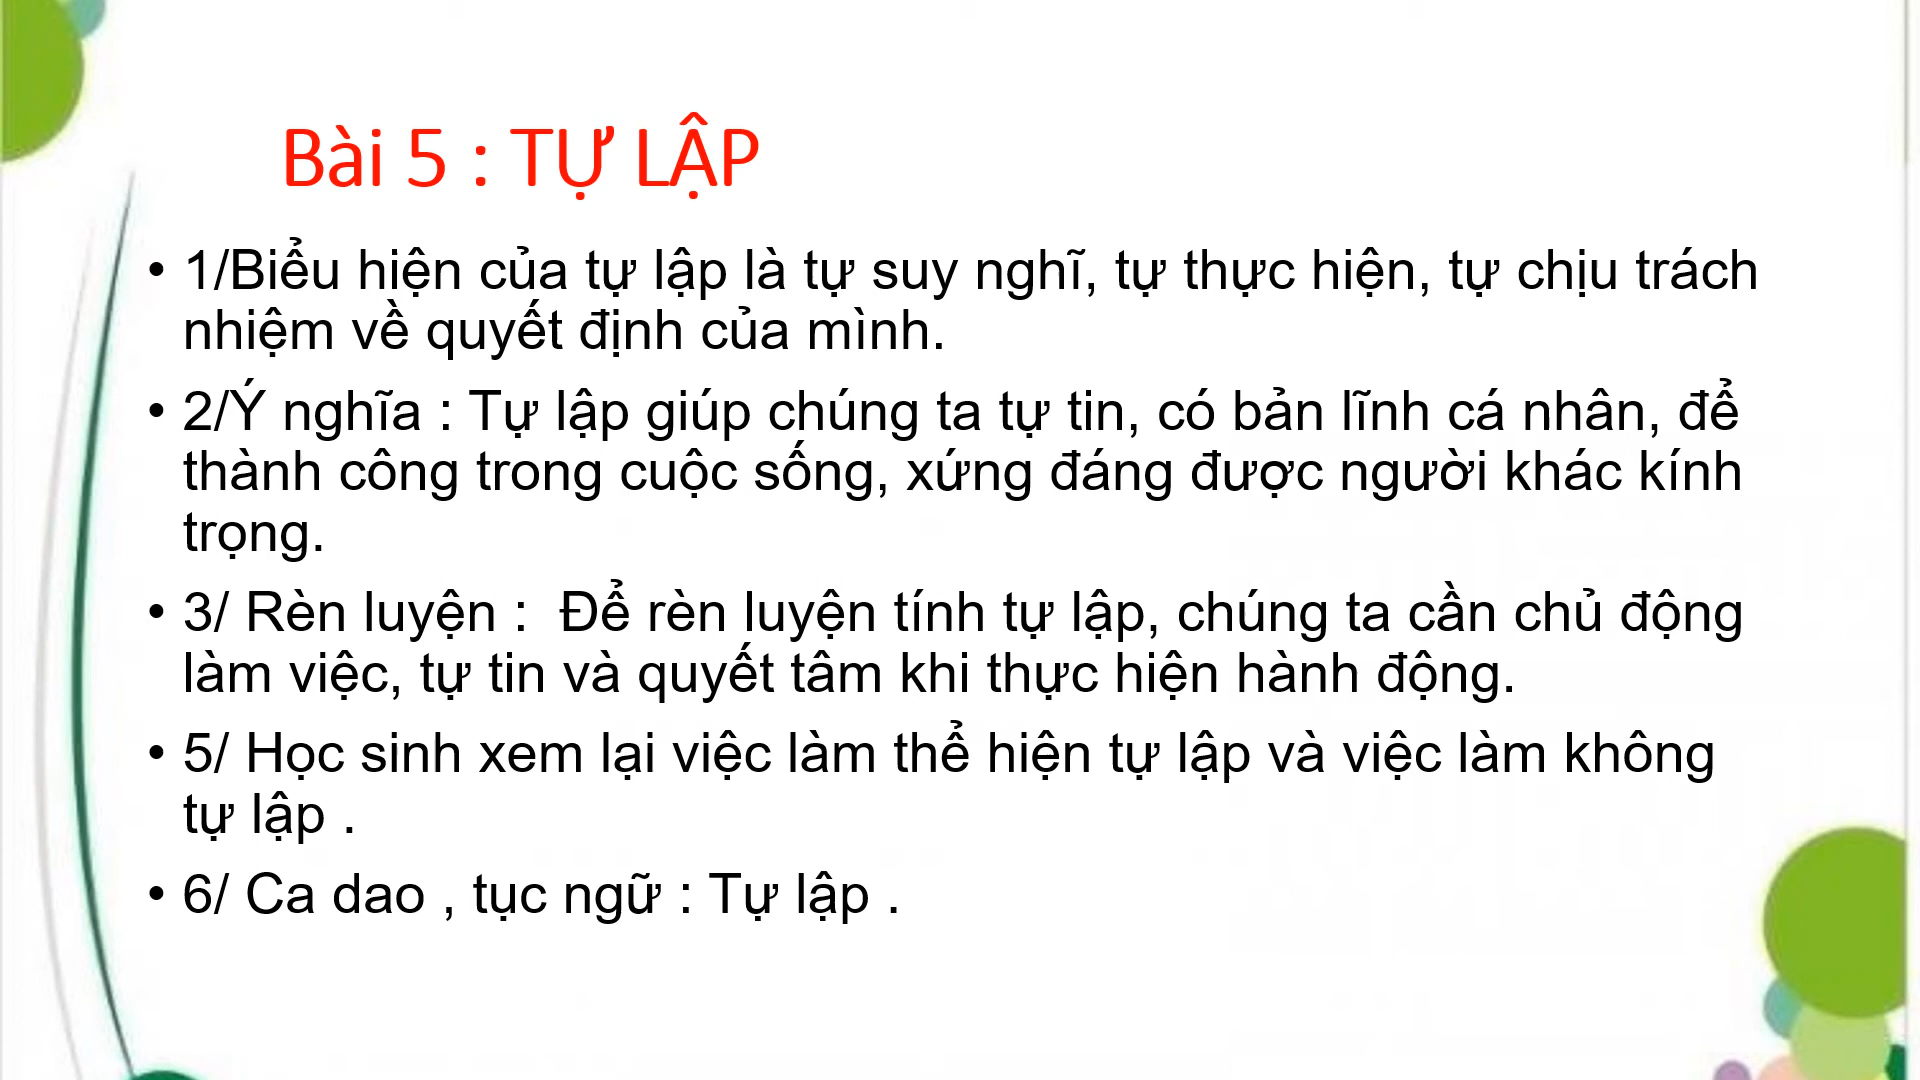 Bài 5 : TỰ LẬP
• 1/Biểu hiện của tự lập là tự suy nghĩ, tự thực hiện, tự chịu trách
nhiệm về quyết định của mình.
• 2/Ý nghĩa : Tự lập giúp chúng ta tự tin, có bản lĩnh cá nhân, để
thành công trong cuộc sống, xứng đáng được người khác kính
trọng.
• 3/ Rèn luyện :  Để rèn luyện tính tự lập, chúng ta cần chủ động
làm việc, tự tin và quyết tâm khi thực hiện hành động.
• 5/ Học sinh xem lại việc làm thể hiện tự lập và việc làm không
tự lập .
• 6/ Ca dao , tục ngữ : Tự lập .